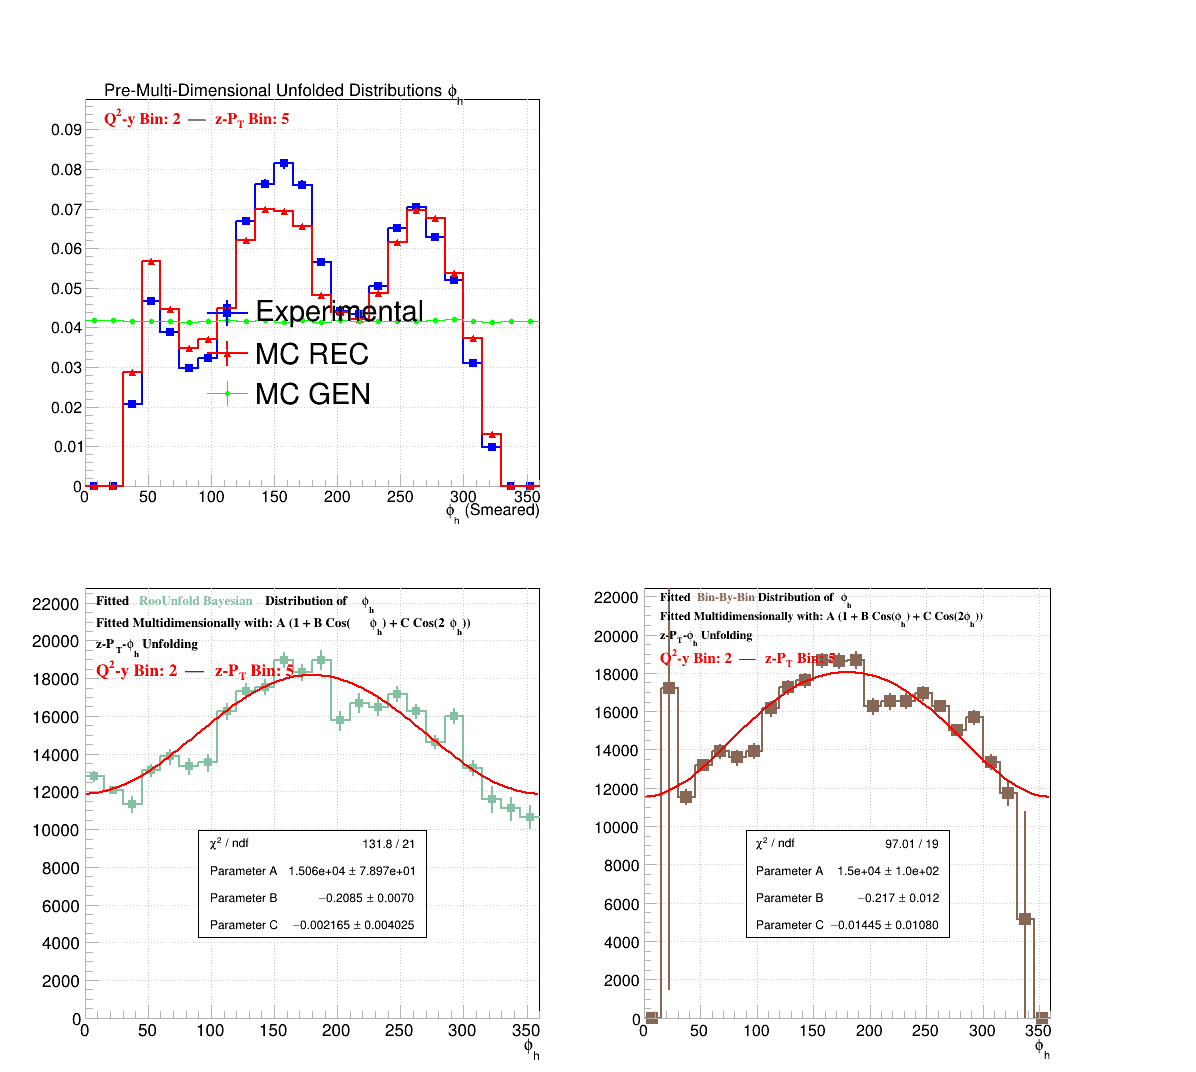 Pre-Multi-Dimensional Unfolded Distributions ϕh
Q2-y Bin: 2 — z-PT Bin: 5
0.09
0.08
0.07
0.06
0.05
0.04
0.03
0.02
0.01
0
Experimental
MC REC
MC GEN
0 50 100 150 200 250 300 350
ϕh (Smeared)
Fitted RooUnfold Bayesian Distribution of ϕh
Fitted Multidimensionally with: A (1 + B Cos( ϕh) + C Cos(2 ϕh))
z-PT-ϕh Unfolding
Q2-y Bin: 2 — z-PT Bin: 5
22000
20000
18000
16000
14000
12000
10000
8000
6000
4000
2000
0
χ2 / ndf 131.8 / 21
Parameter A 1.506e+04 ± 7.897e+01
Parameter B −0.2085 ± 0.0070
Parameter C −0.002165 ± 0.004025
0 50 100 150 200 250 300 350
ϕh
Fitted Bin-By-Bin Distribution of ϕh
Fitted Multidimensionally with: A (1 + B Cos(ϕh) + C Cos(2ϕh))
z-PT-ϕh Unfolding
Q2-y Bin: 2 — z-PT Bin: 5
22000
20000
18000
16000
14000
12000
10000
8000
6000
4000
2000
0
χ2 / ndf 97.01 / 19
Parameter A 1.5e+04 ± 1.0e+02
Parameter B −0.217 ± 0.012
Parameter C −0.01445 ± 0.01080
0 50 100 150 200 250 300 350
ϕh